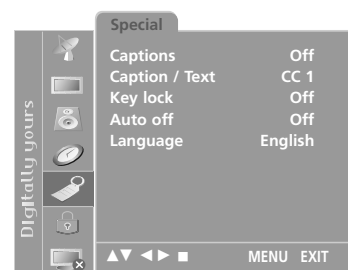 Special
Captions Off
Caption / Text CC 1
Key lock Off
Auto off Off
Language English
▲▼ ◄► ■ MENU EXIT
DIgItally yours